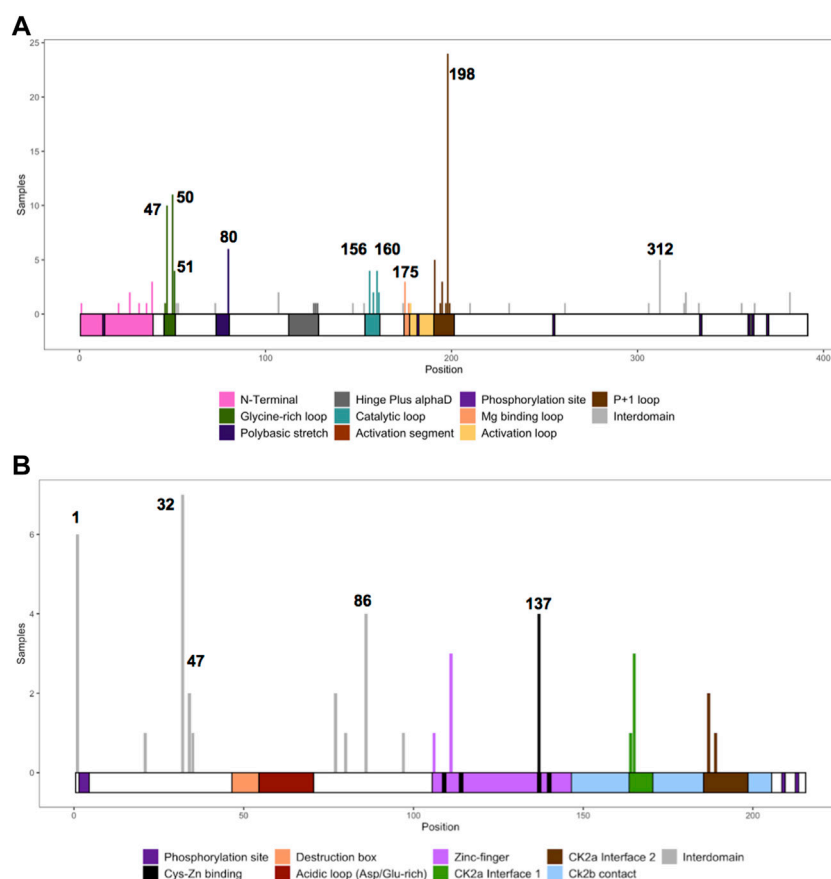 A
25
20
15
10
5
0
Samples
198
47
50
51
80
156
160
175
312
0
100
200
300
400
Position
N-Terminal
Hinge Plus alphaD
Phosphorylation site
P+1 loop
Glycine-rich loop
Catalytic loop
Mg binding loop
Interdomain
Polybasic stretch
Activation segment
Activation loop
B
6
4
2
0
Samples
1
32
47
86
137
0
50
100
150
200
Position
Phosphorylation site
Destruction box
Zinc-finger
CK2a Interface 2
Interdomain
Cys-Zn binding
Acidic loop (Asp/Glu-rich)
CK2a Interface 1
Ck2b contact